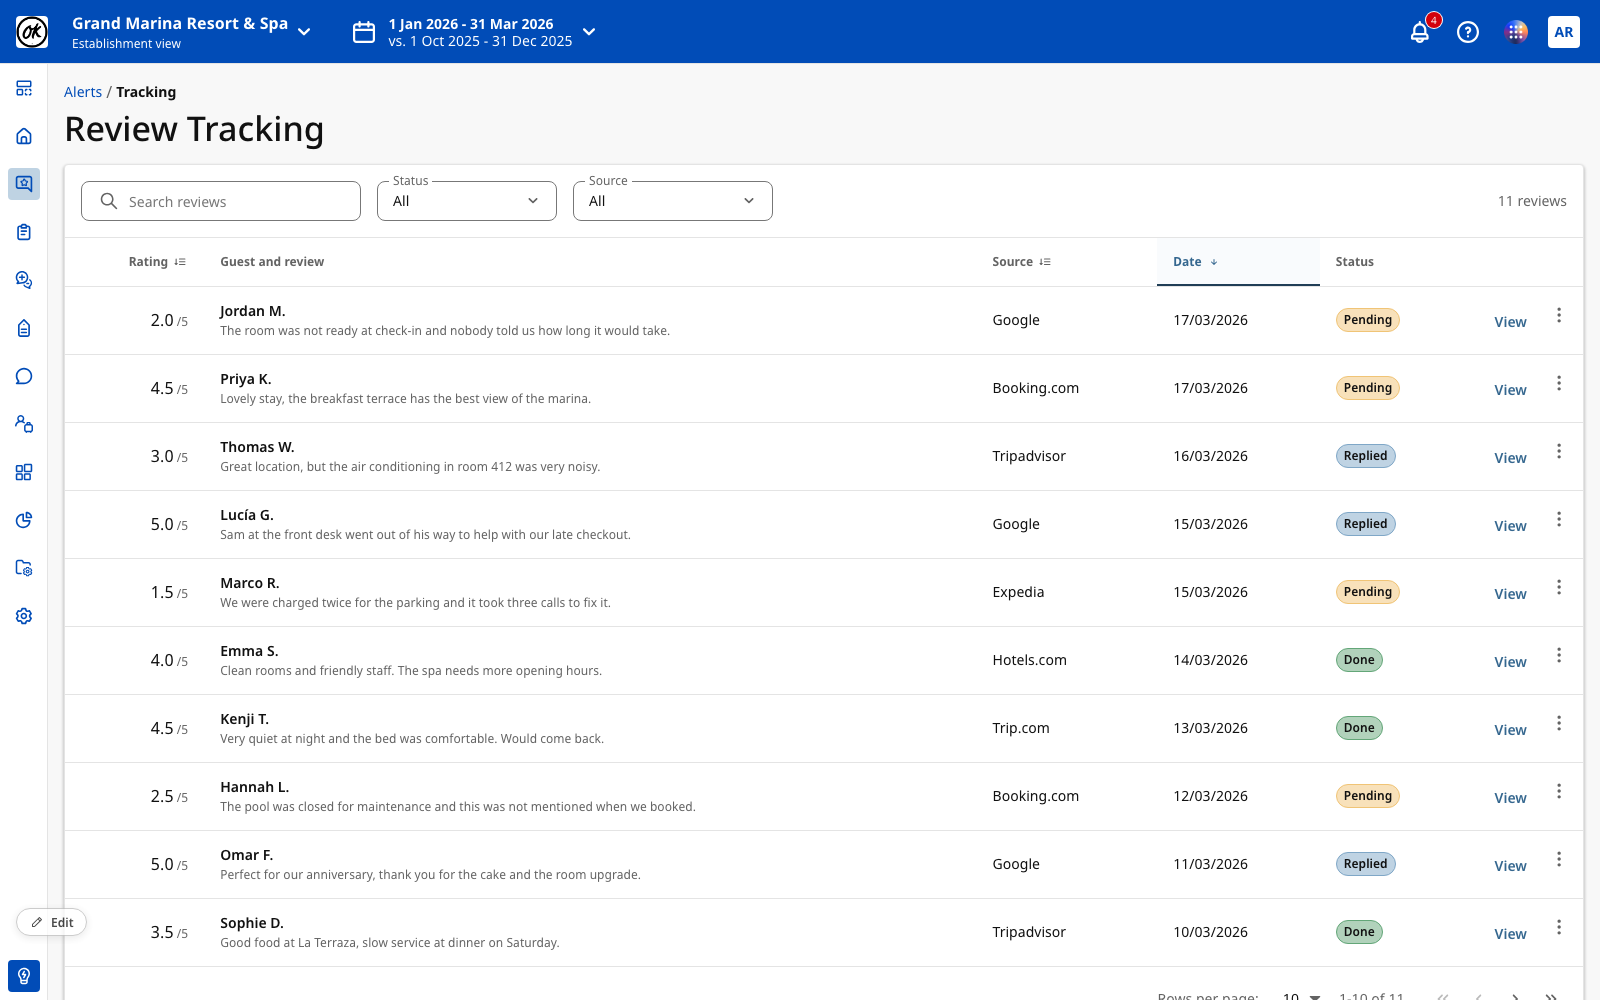 OK
Grand Marina Resort & Spa
Establishment view
1 Jan 2026 - 31 Mar 2026
vs. 1 Oct 2025 - 31 Dec 2025
4
AR
Alerts / Tracking
Review Tracking
Search reviews
Status
All
Source
All
11 reviews
Rating Guest and review Source Date Status
2.0 /5 Jordan M. Google 17/03/2026 Pending View
The room was not ready at check-in and nobody told us how long it would take.
4.5 /5 Priya K. Booking.com 17/03/2026 Pending View
Lovely stay, the breakfast terrace has the best view of the marina.
3.0 /5 Thomas W. Tripadvisor 16/03/2026 Replied View
Great location, but the air conditioning in room 412 was very noisy.
5.0 /5 Lucía G. Google 15/03/2026 Replied View
Sam at the front desk went out of his way to help with our late checkout.
1.5 /5 Marco R. Expedia 15/03/2026 Pending View
We were charged twice for the parking and it took three calls to fix it.
4.0 /5 Emma S. Hotels.com 14/03/2026 Done View
Clean rooms and friendly staff. The spa needs more opening hours.
4.5 /5 Kenji T. Trip.com 13/03/2026 Done View
Very quiet at night and the bed was comfortable. Would come back.
2.5 /5 Hannah L. Booking.com 12/03/2026 Pending View
The pool was closed for maintenance and this was not mentioned when we booked.
5.0 /5 Omar F. Google 11/03/2026 Replied View
Perfect for our anniversary, thank you for the cake and the room upgrade.
3.5 /5 Sophie D. Tripadvisor 10/03/2026 Done View
Good food at La Terraza, slow service at dinner on Saturday.
Edit
Rows per page: 10 1-10 of 11